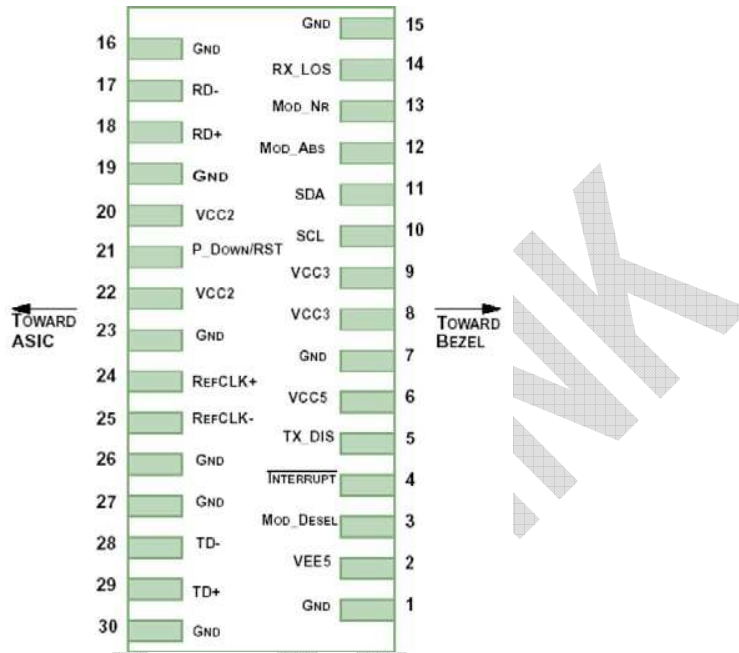 16 GND
17 RD-
18 RD+
19 GND
20 VCC2
21 P_DOWN/RST
22 VCC2
23 GND
24 REFCLK+
25 REFCLK-
26 GND
27 GND
28 TD-
29 TD+
30 GND
TOWARD
ASIC
GND 15
RX_LOS 14
MOD_NR 13
MOD_ABS 12
SDA 11
SCL 10
VCC3 9
VCC3 8
GND 7
VCC5 6
TX_DIS 5
INTERRUPT 4
MOD_DESEL 3
VEE5 2
GND 1
TOWARD
BEZEL